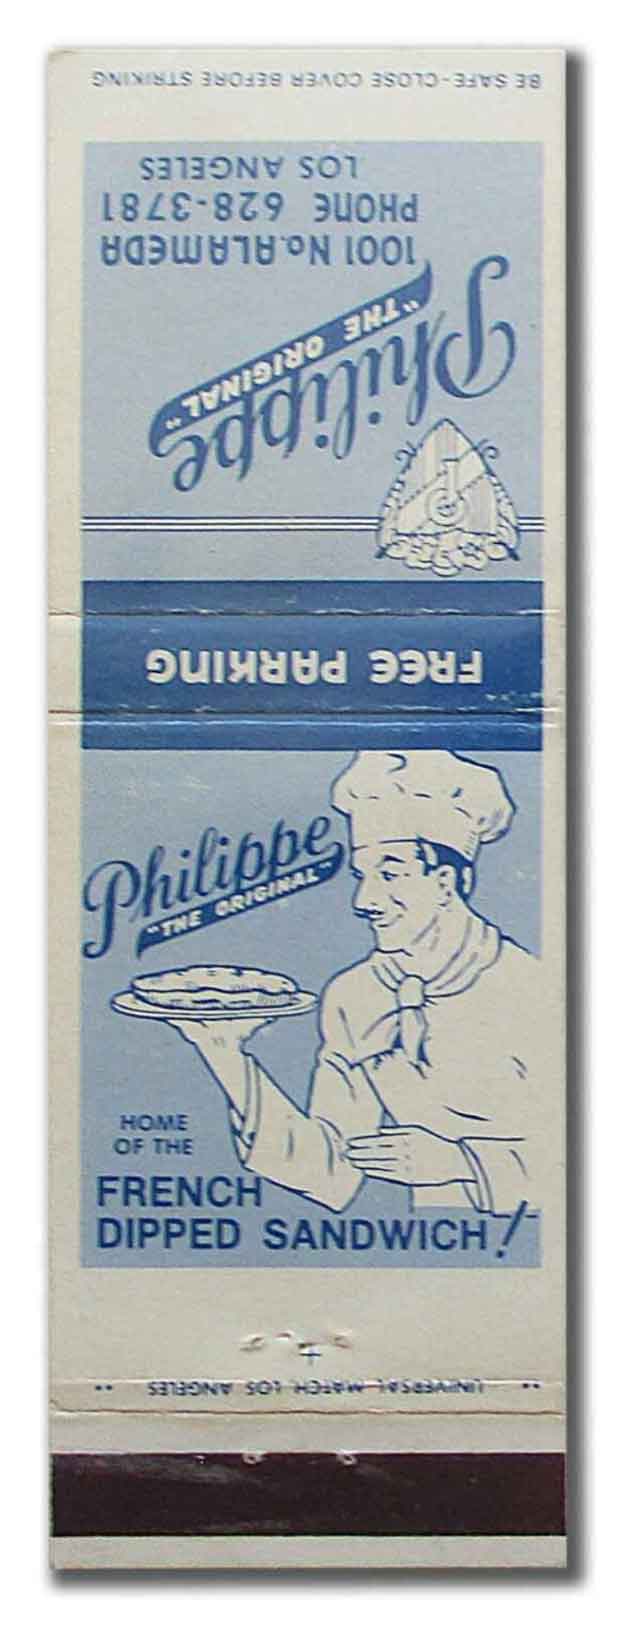 BE SAFE-CLOSE COVER BEFORE STRIKING
Philippe
"THE ORIGINAL"
1001 No. ALAMEDA
PHONE 628-3781
LOS ANGELES
FREE PARKING
Philippe
"THE ORIGINAL"
HOME
OF THE
FRENCH
DIPPED SANDWICH!
UNIVERSAL MATCH, LOS ANGELES